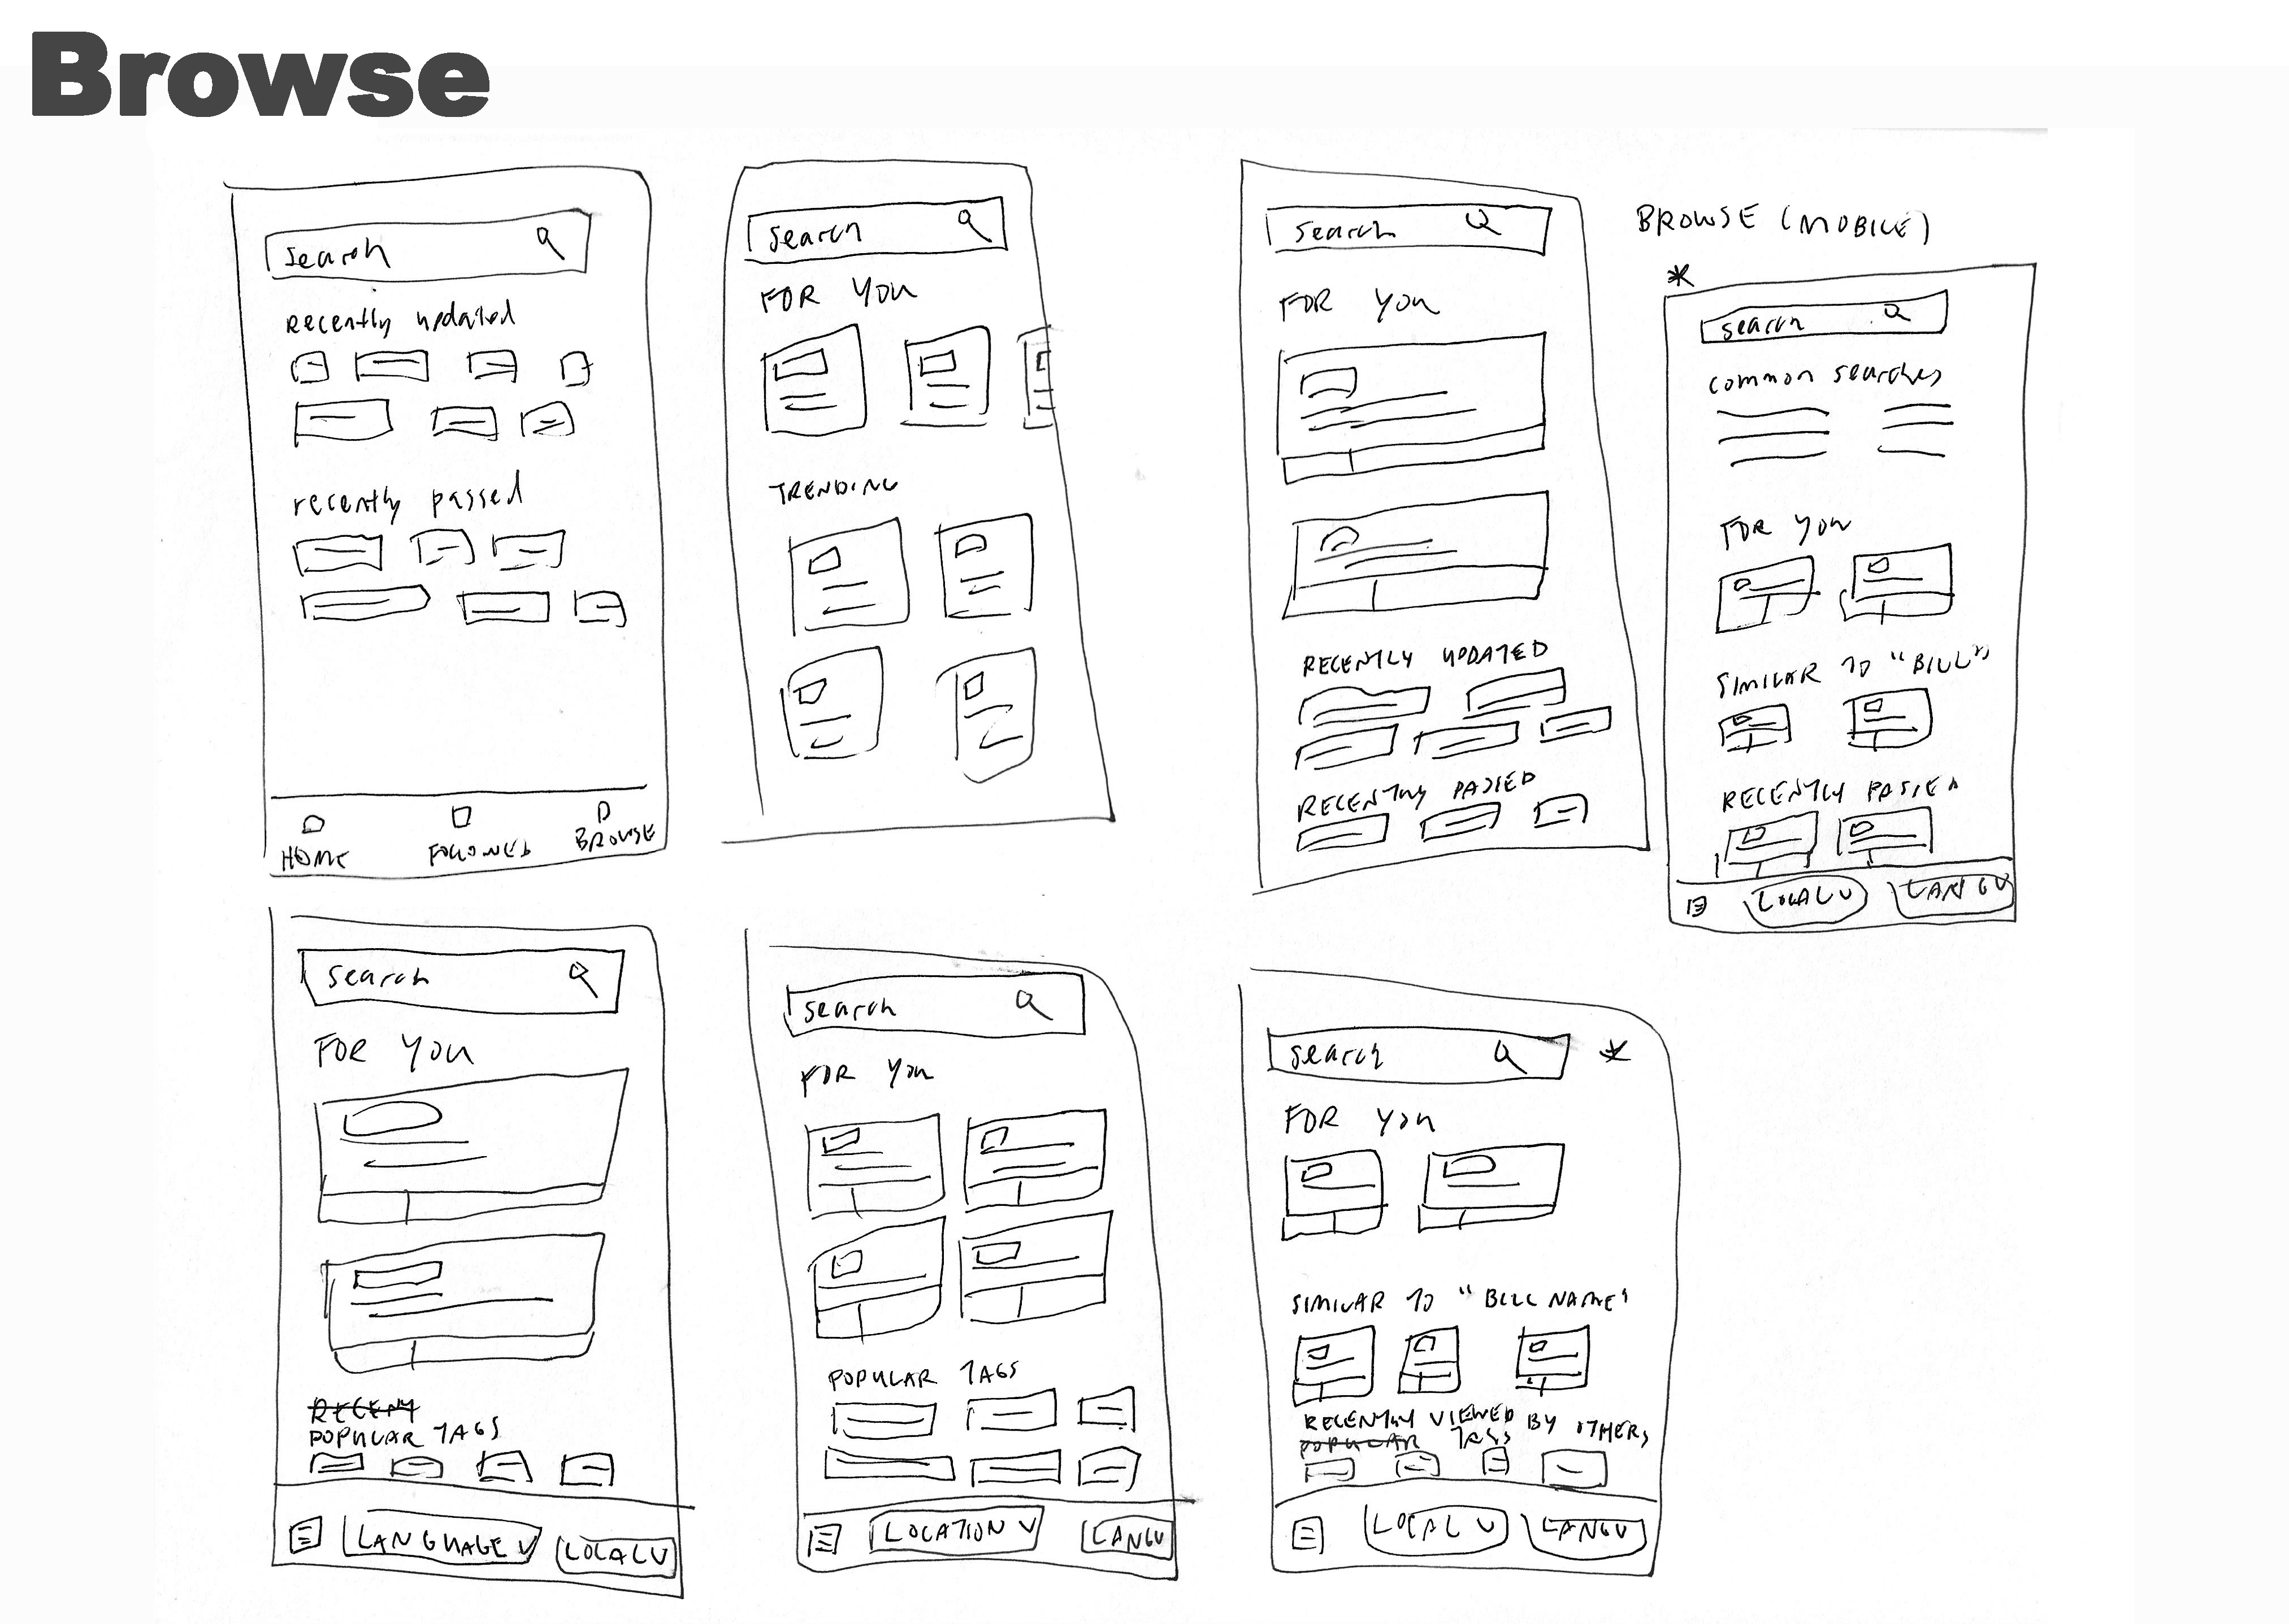 Browse
search
recently updated
recently passed
HOME
FOLLOWED
BROWSE
search
FOR YOU
TRENDING
search
FOR YOU
RECENTLY UPDATED
RECENTLY PASSED
BROWSE (MOBILE)
*
search
common searches
FOR YOU
SIMILAR TO "BILL"
RECENTLY PASSED
LOCAL V
LANG V
search
FOR YOU
RECENT
POPULAR TAGS
LANGUAGE V
LOCAL V
search
FOR YOU
POPULAR TAGS
LOCATION V
LANG V
search
*
FOR YOU
SIMILAR TO "BILL NAME"
RECENTLY VIEWED BY OTHERS
POPULAR TAGS
LOCAL V
LANG V